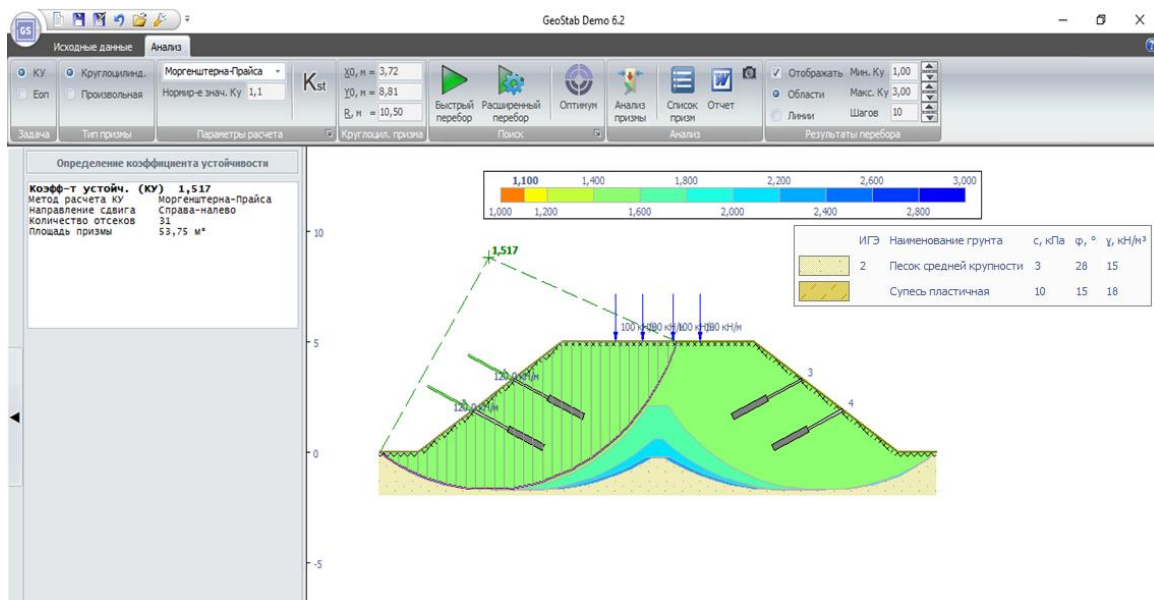 GeoStab Demo 6.2
GS
Исходные данные Анализ
КУ
Еоп
Задача
Круглоцилинд.
Произвольная
Тип призмы
Моргенштерна-Прайса
Нормир-е знач. Ку 1,1
Параметры расчета
Kst
X0, м = 3,72
Y0, м = 8,81
R, м = 10,50
Круглоцил. призма
Быстрый перебор
Расширенный перебор
Оптимум
Поиск
Анализ призмы
Список призм
Отчет
Анализ
Отображать
Области
Линии
Мин. Ку 1,00
Макс. Ку 3,00
Шагов 10
Результаты перебора
Определение коэффициента устойчивости
Коэфф-т устойч. (КУ) 1,517
Метод расчета КУ Моргенштерна-Прайса
Направление сдвига Справа-налево
Количество отсеков 31
Площадь призмы 53,75 м²
1,100 1,400 1,800 2,200 2,600 3,000
1,000 1,200 1,600 2,000 2,400 2,800
ИГЭ Наименование грунта c, кПа φ, ° γ, кН/м³
2 Песок средней крупности 3 28 15
Супесь пластичная 10 15 18
10
1,517
5
120,0 кН/м
120,0 кН/м
3
4
0
-5